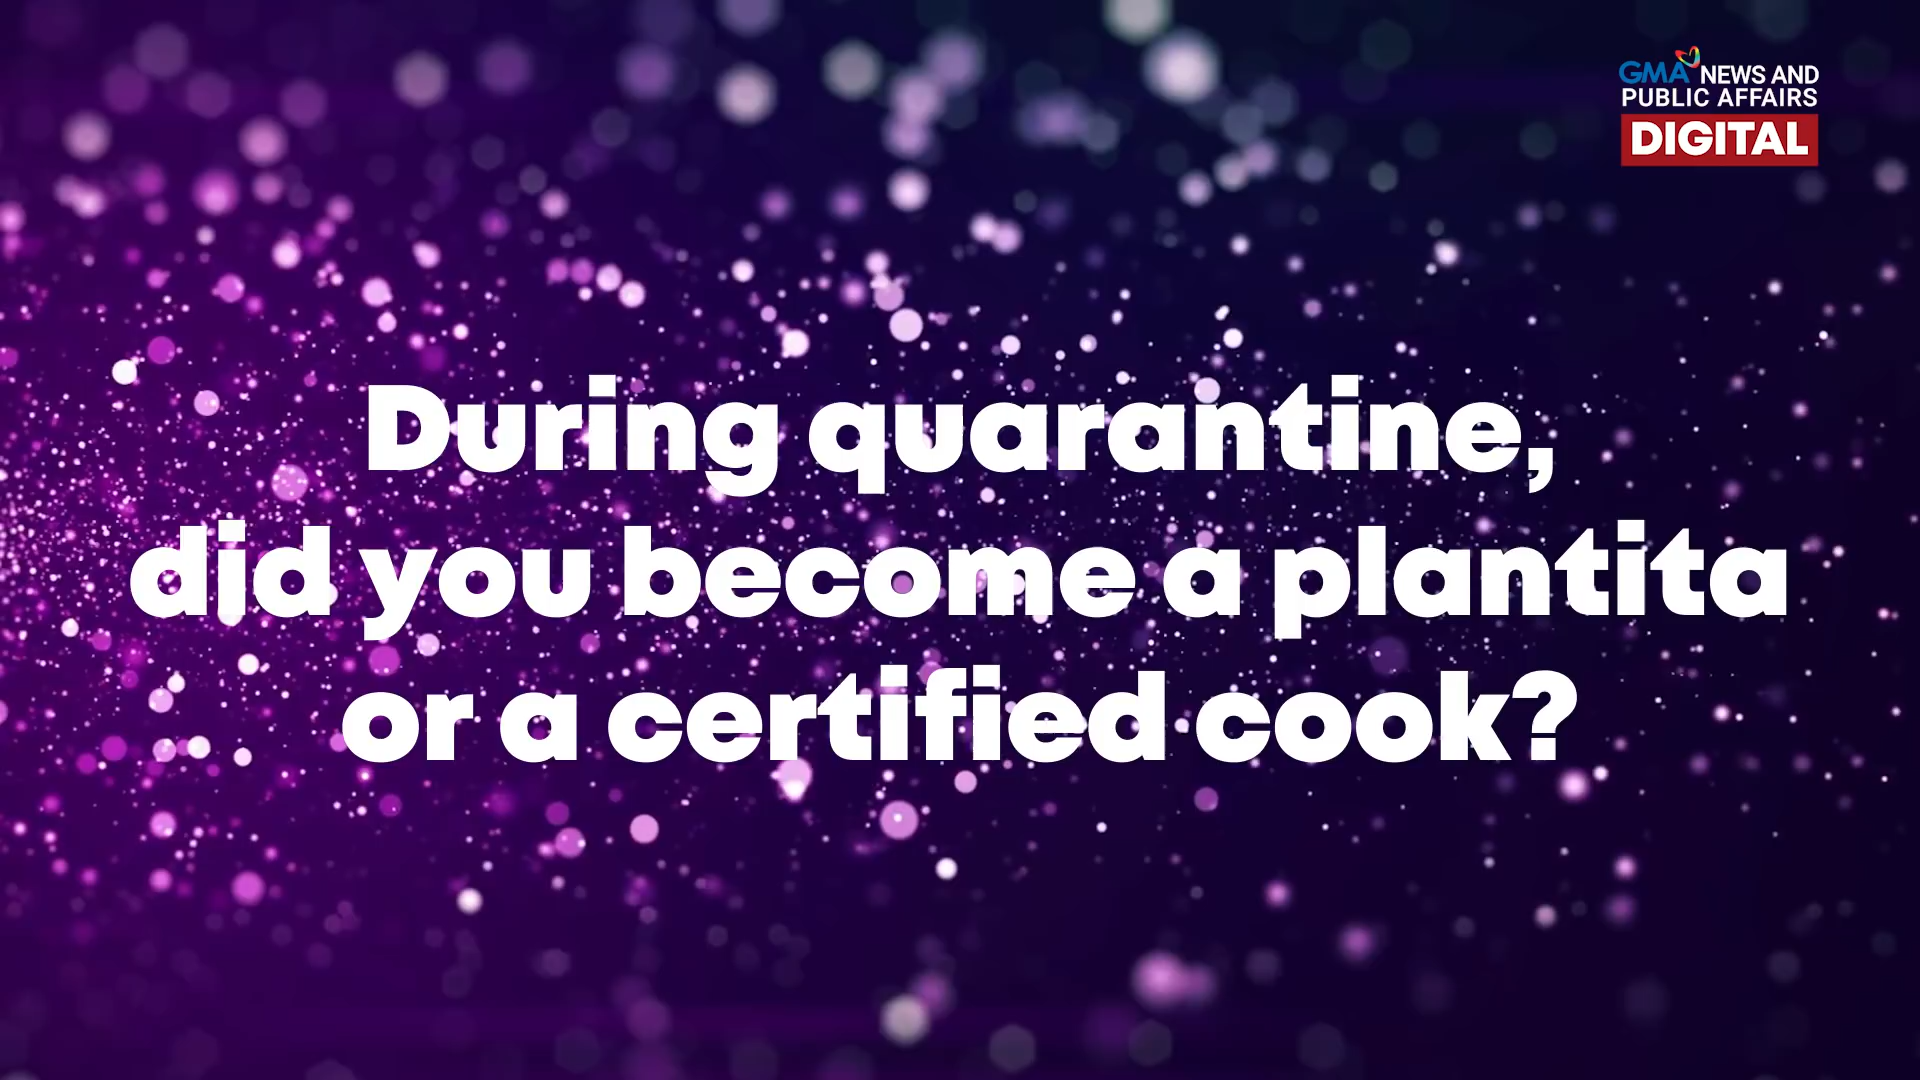 GMA NEWS AND
PUBLIC AFFAIRS
DIGITAL
During quarantine,
did you become a plantita
or a certified cook?